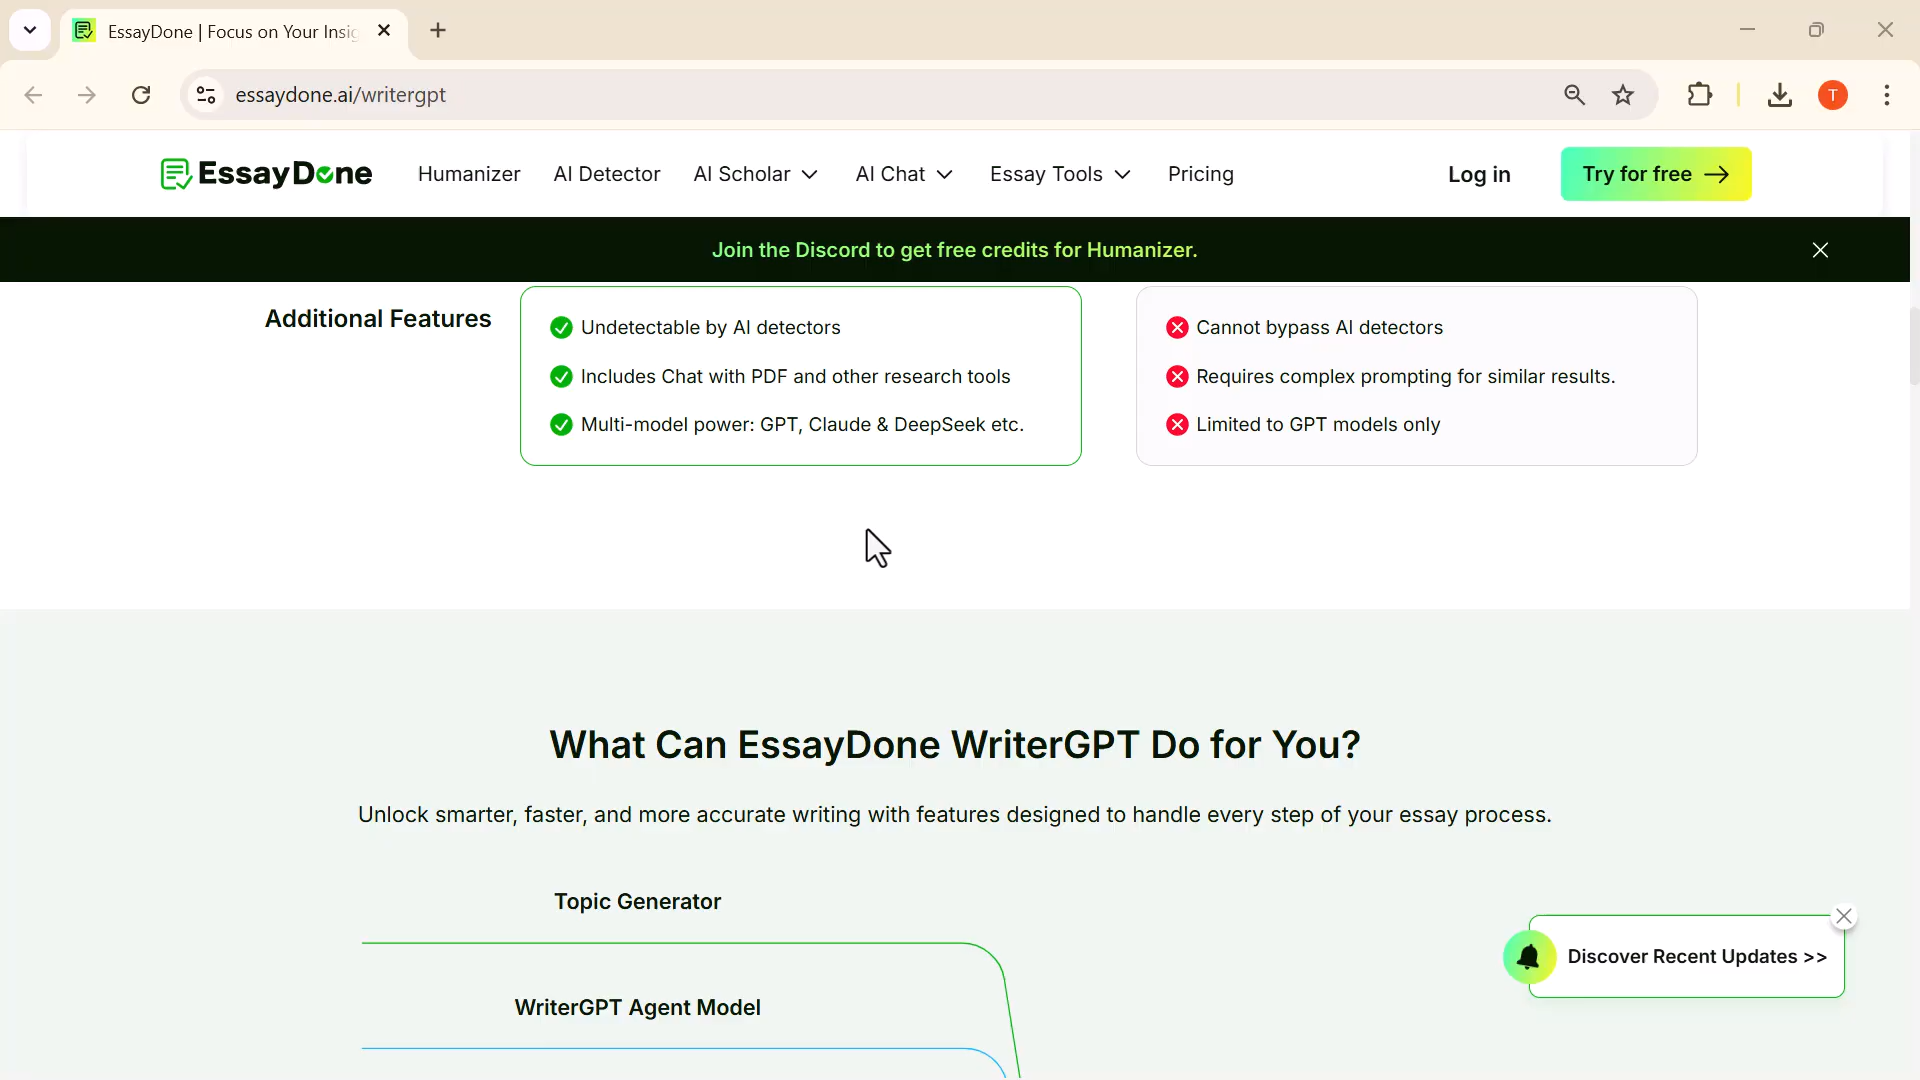 EssayDone | Focus on Your Insig
essaydone.ai/writergpt
T
EssayDone
Humanizer
AI Detector
AI Scholar
AI Chat
Essay Tools
Pricing
Log in
Try for free
Join the Discord to get free credits for Humanizer.
Additional Features
Undetectable by AI detectors
Includes Chat with PDF and other research tools
Multi-model power: GPT, Claude & DeepSeek etc.
Cannot bypass AI detectors
Requires complex prompting for similar results.
Limited to GPT models only
What Can EssayDone WriterGPT Do for You?
Unlock smarter, faster, and more accurate writing with features designed to handle every step of your essay process.
Topic Generator
WriterGPT Agent Model
Discover Recent Updates >>